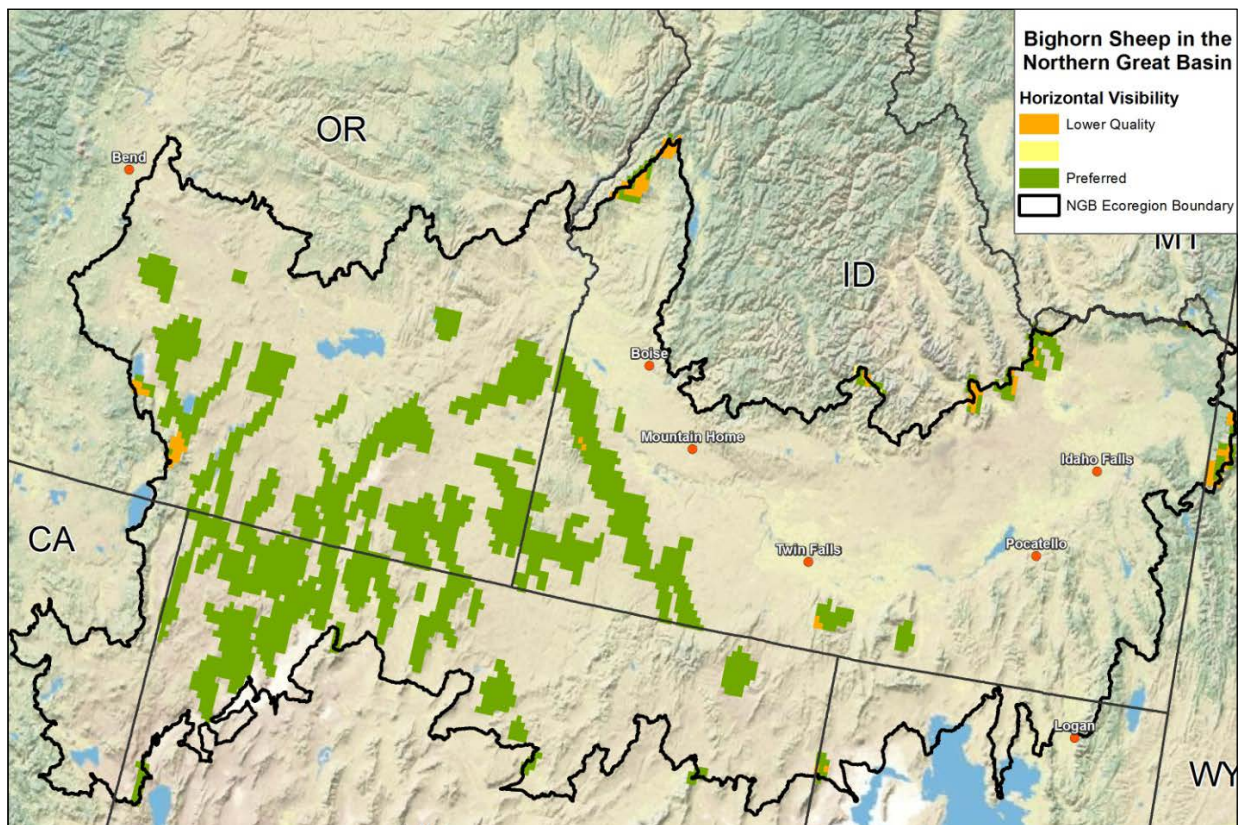 Bighorn Sheep in the
Northern Great Basin
Horizontal Visibility
Lower Quality
Preferred
NGB Ecoregion Boundary
OR
Bend
MT
ID
Boise
Mountain Home
Idaho Falls
CA
Twin Falls
Pocatello
Logan
WY